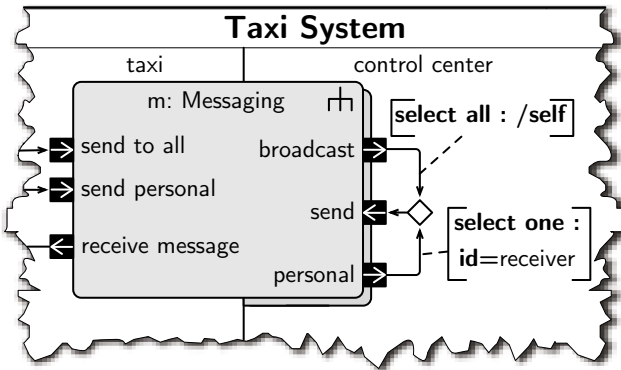 Taxi System
taxi
control center
m: Messaging
select all : /self
send to all
broadcast
send personal
send
select one :
id=receiver
receive message
personal